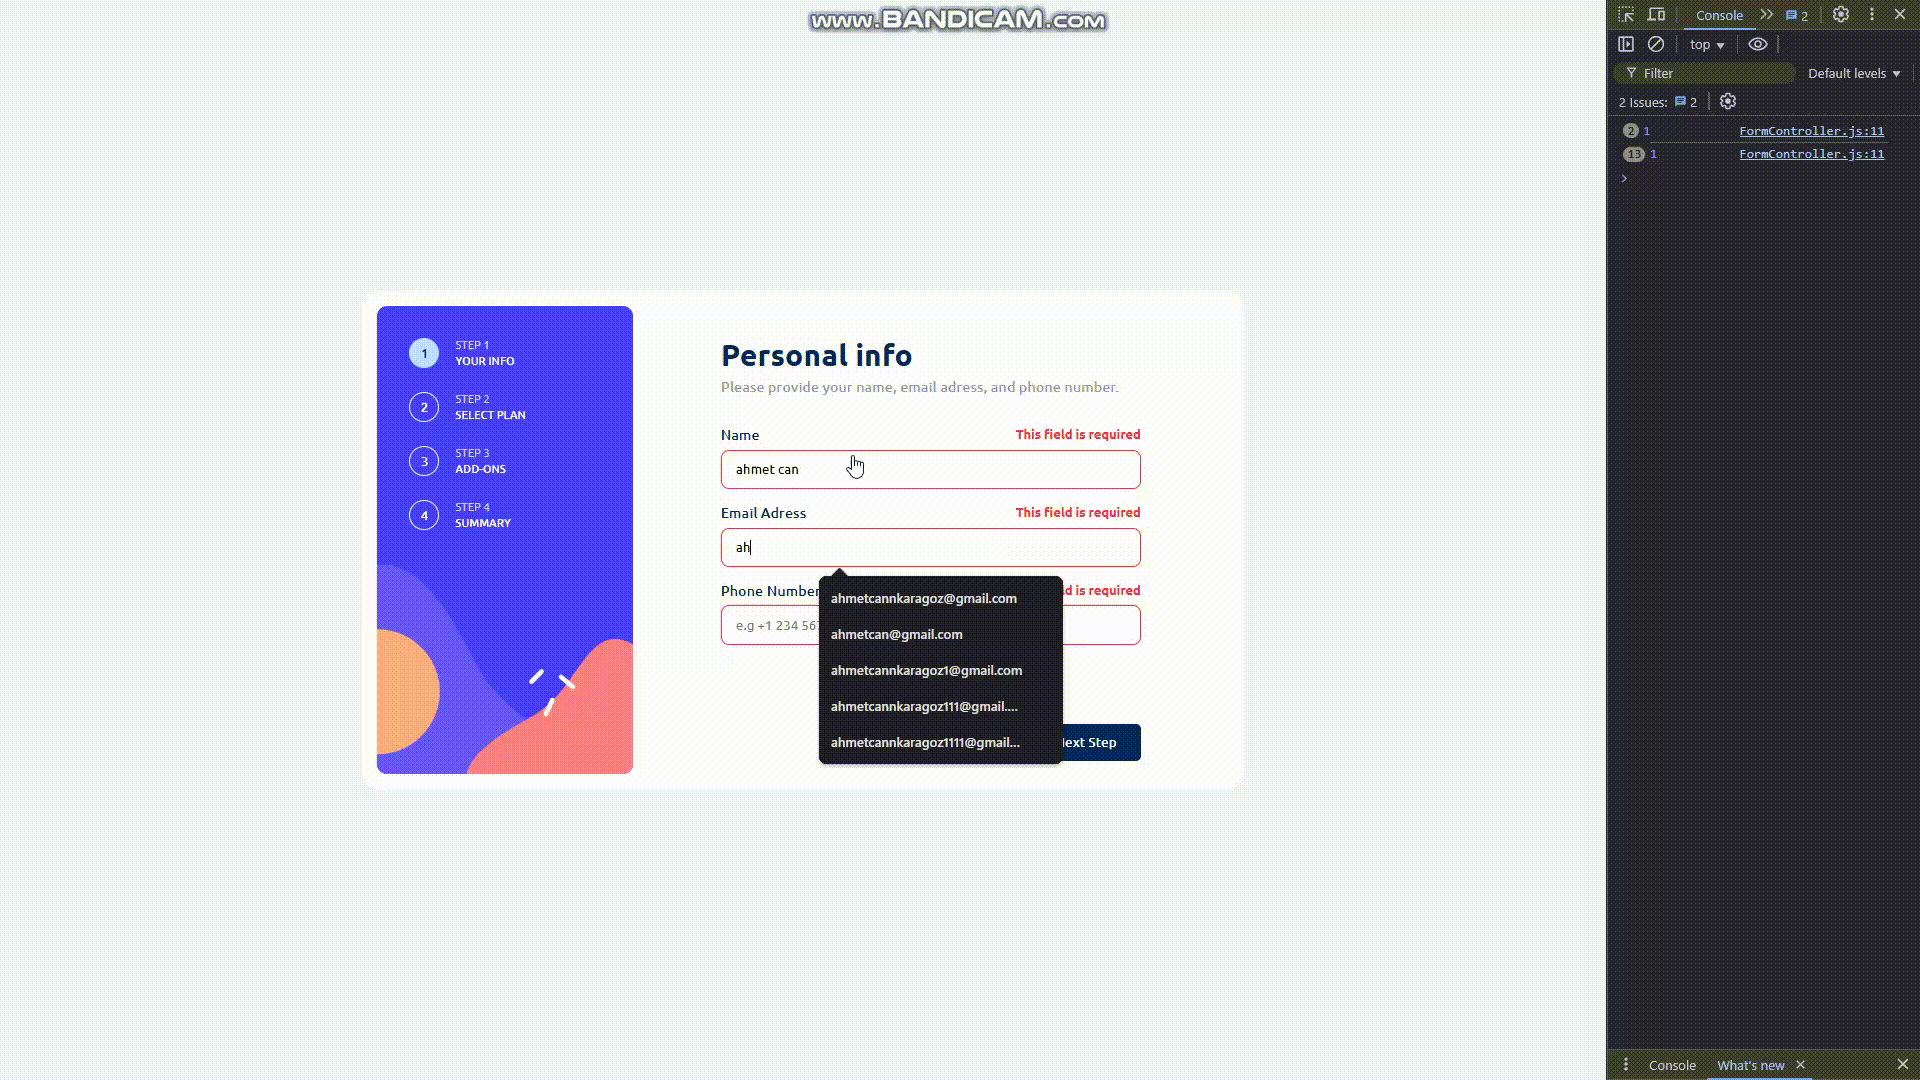 www.BANDICAM.com
Console
2
top
Filter
Default levels
2 Issues:
2
2
1
FormController.js:11
13
1
FormController.js:11
1
STEP 1
YOUR INFO
2
STEP 2
SELECT PLAN
3
STEP 3
ADD-ONS
4
STEP 4
SUMMARY
Personal info
Please provide your name, email adress, and phone number.
Name
This field is required
ahmet can
Email Adress
This field is required
ah
Phone Number
ld is required
e.g +1 234 567
ahmetcannkaragoz@gmail.com
ahmetcan@gmail.com
ahmetcannkaragoz1@gmail.com
ahmetcannkaragoz111@gmail....
ahmetcannkaragoz1111@gmail...
ext Step
Console
What's new